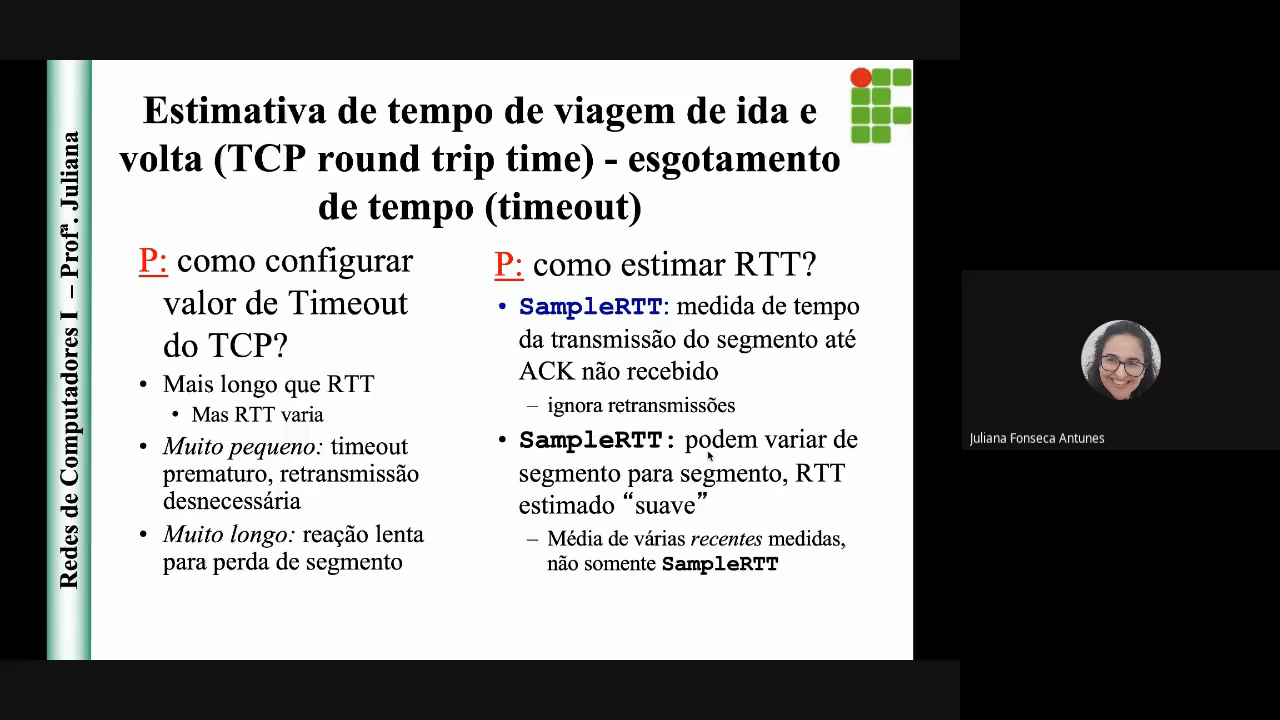 Estimativa de tempo de viagem de ida e
volta (TCP round trip time) - esgotamento
de tempo (timeout)
Redes de Computadores I – Profª. Juliana
P: como configurar
valor de Timeout
do TCP?
• Mais longo que RTT
• Mas RTT varia
• Muito pequeno: timeout
prematuro, retransmissão
desnecessária
• Muito longo: reação lenta
para perda de segmento
P: como estimar RTT?
• SampleRTT: medida de tempo
da transmissão do segmento até
ACK não recebido
– ignora retransmissões
• SampleRTT: podem variar de
segmento para segmento, RTT
estimado “suave”
– Média de várias recentes medidas,
não somente SampleRTT
Juliana Fonseca Antunes